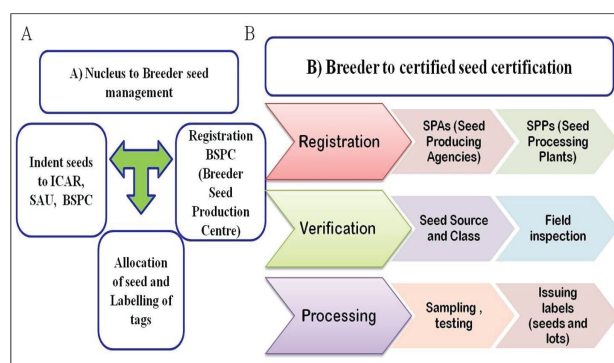 A
A) Nucleus to Breeder seed
management
Indent seeds
to ICAR,
SAU, BSPC
Registration
BSPC
(Breeder
Seed
Production
Centre)
Allocation
of seed and
Labelling of
tags
B
B) Breeder to certified seed certification
Registration
SPAs (Seed
Producing
Agencies)
SPPs (Seed
Processing
Plants)
Verification
Seed Source
and Class
Field
inspection
Processing
Sampling ,
testing
Issuing
labels
(seeds and
lots)